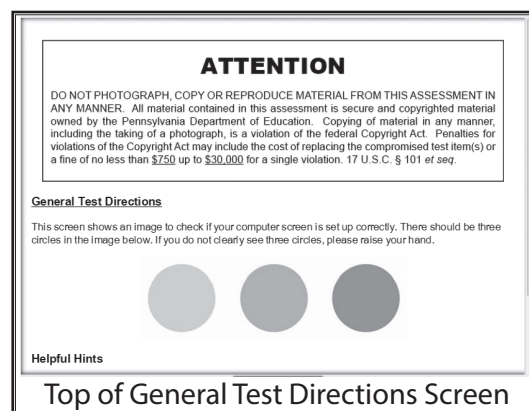 ATTENTION
DO NOT PHOTOGRAPH, COPY OR REPRODUCE MATERIAL FROM THIS ASSESSMENT IN
ANY MANNER. All material contained in this assessment is secure and copyrighted material
owned by the Pennsylvania Department of Education. Copying of material in any manner,
including the taking of a photograph, is a violation of the federal Copyright Act. Penalties for
violations of the Copyright Act may include the cost of replacing the compromised test item(s) or
a fine of no less than $750 up to $30,000 for a single violation. 17 U.S.C. § 101 et seq.
General Test Directions
This screen shows an image to check if your computer screen is set up correctly. There should be three
circles in the image below. If you do not clearly see three circles, please raise your hand.
Helpful Hints
Top of General Test Directions Screen